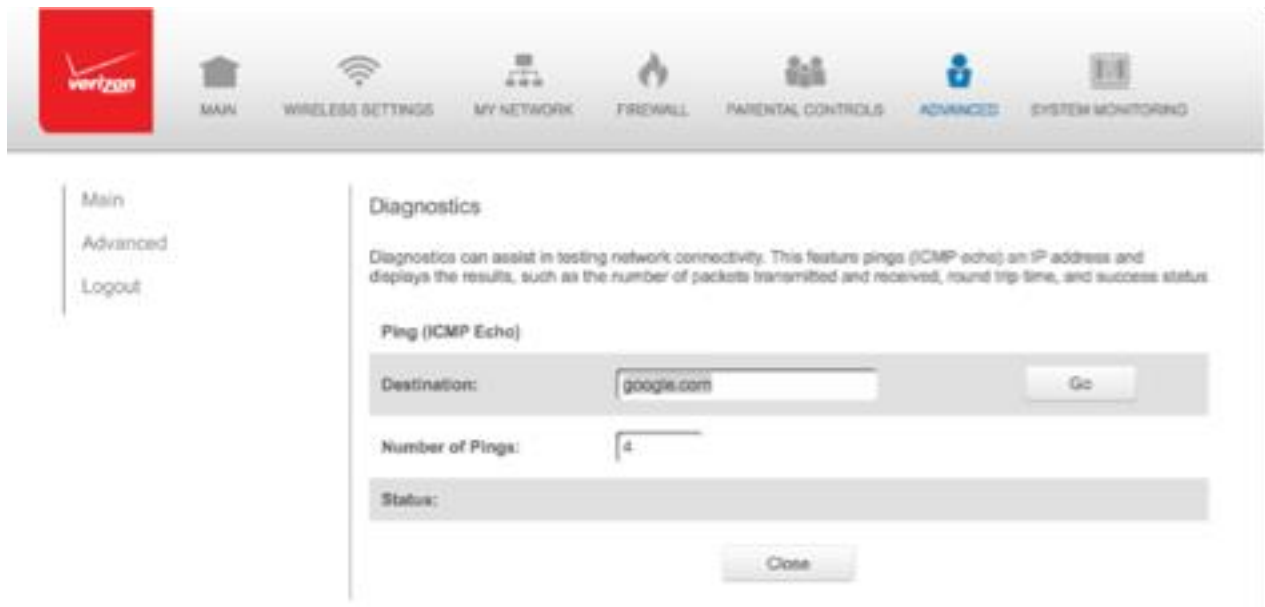 verizon
MAIN
WIRELESS SETTINGS
MY NETWORK
FIREWALL
PARENTAL CONTROLS
ADVANCED
SYSTEM MONITORING
Main
Advanced
Logout
Diagnostics
Diagnostics can assist in testing network connectivity. This feature pings (ICMP echo) an IP address and
displays the results, such as the number of packets transmitted and received, round trip time, and success status
Ping (ICMP Echo)
Destination:
google.com
Go
Number of Pings:
4
Status:
Close